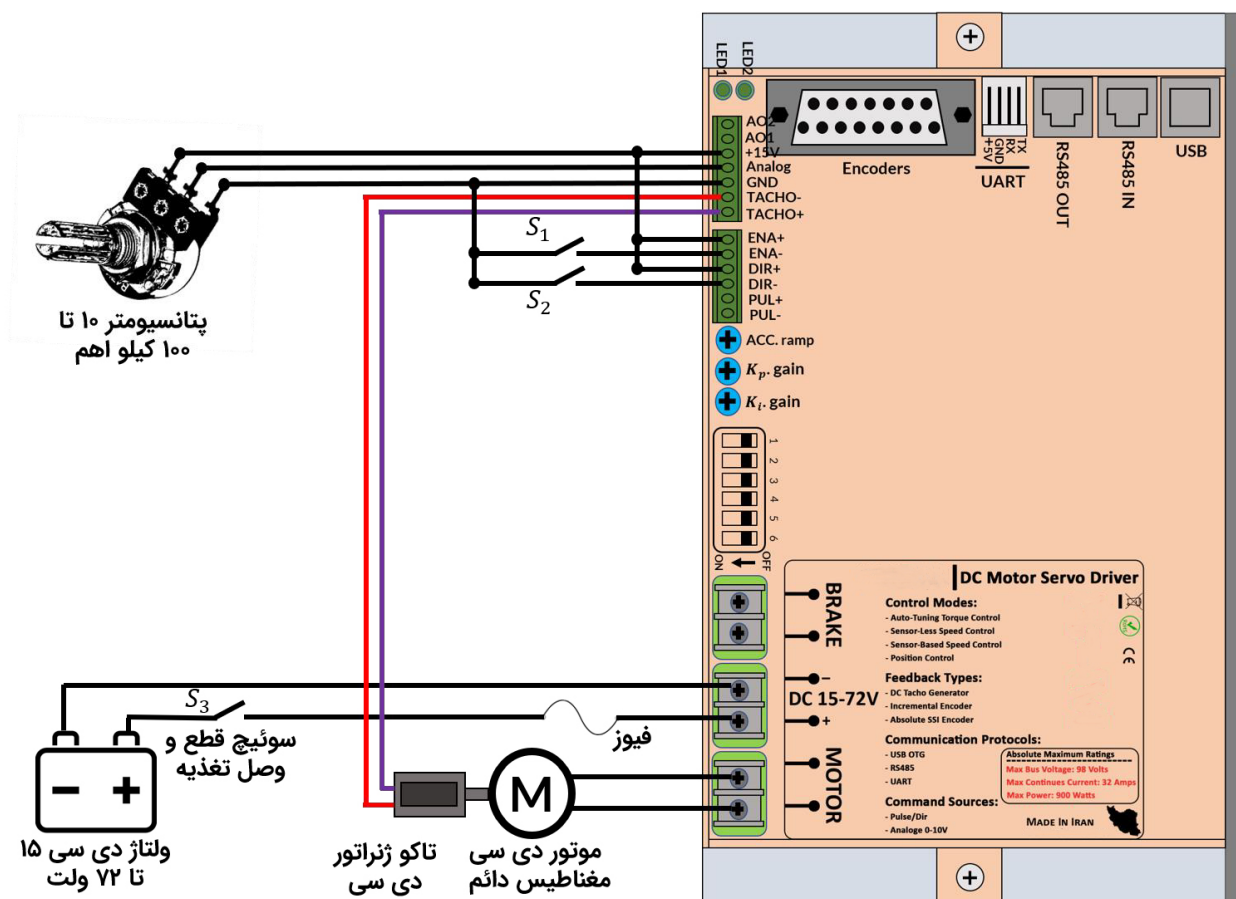 LED1
LED2
AO2
AO1
+15V
Analog
GND
TACHO-
TACHO+
ENA+
ENA-
DIR+
DIR-
PUL+
PUL-
ACC. ramp
Kp. gain
Ki. gain
1
2
3
4
5
6
ON
OFF
Encoders
TX
RX
GND
+5V
UART
RS485 OUT
RS485 IN
USB
S1
S2
پتانسیومتر ۱۰ تا
۱۰۰ کیلو اهم
BRAKE
−
DC 15-72V
+
MOTOR
DC Motor Servo Driver
Control Modes:
- Auto-Tuning Torque Control
- Sensor-Less Speed Control
- Sensor-Based Speed Control
- Position Control
Feedback Types:
- DC Tacho Generator
- Incremental Encoder
- Absolute SSI Encoder
Communication Protocols:
- USB OTG
- RS485
- UART
Command Sources:
- Pulse/Dir
- Analoge 0-10V
Absolute Maximum Ratings
Max Bus Voltage: 98 Volts
Max Continues Current: 32 Amps
Max Power: 900 Watts
MADE IN IRAN
CE
S3
سوئیچ قطع و
وصل تغذیه
فیوز
− +
M
ولتاژ دی سی ۱۵
تا ۷۲ ولت
تاکو ژنراتور
دی سی
موتور دی سی
مغناطیس دائم